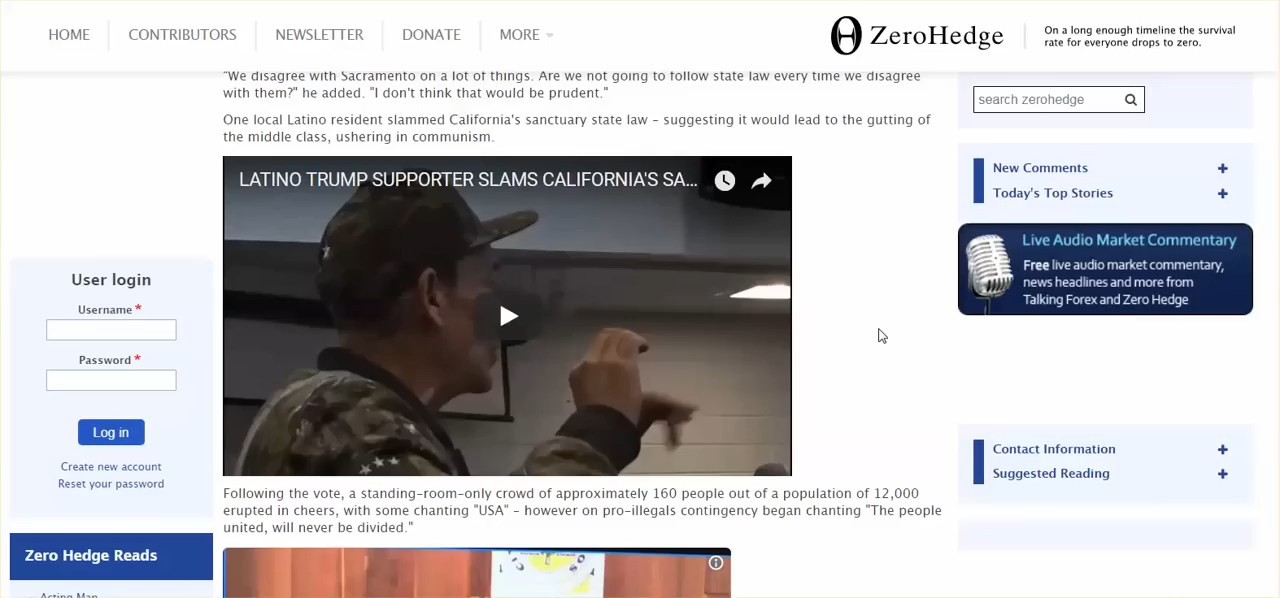 HOME
CONTRIBUTORS
NEWSLETTER
DONATE
MORE
ZeroHedge
On a long enough timeline the survival
rate for everyone drops to zero.
"We disagree with Sacramento on a lot of things. Are we not going to follow state law every time we disagree
with them?" he added. "I don't think that would be prudent."
One local Latino resident slammed California's sanctuary state law – suggesting it would lead to the gutting of
the middle class, ushering in communism.
LATINO TRUMP SUPPORTER SLAMS CALIFORNIA'S SA...
Following the vote, a standing-room-only crowd of approximately 160 people out of a population of 12,000
erupted in cheers, with some chanting "USA" – however on pro-illegals contingency began chanting "The people
united, will never be divided."
User login
Username *
Password *
Log in
Create new account
Reset your password
Zero Hedge Reads
Acting Man
search zerohedge
New Comments
Today's Top Stories
Live Audio Market Commentary
Free live audio market commentary,
news headlines and more from
Talking Forex and Zero Hedge
Contact Information
Suggested Reading